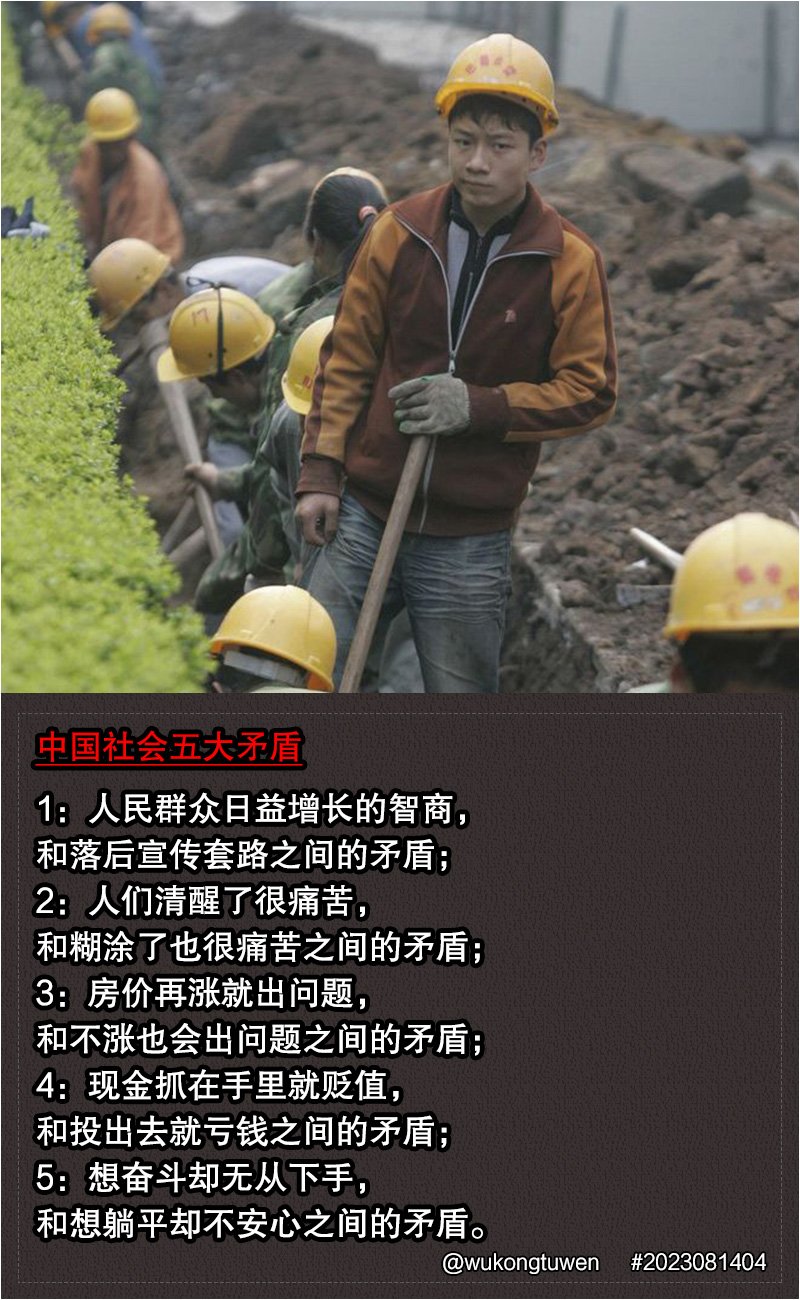 中国社会五大矛盾
1：人民群众日益增长的智商，
和落后宣传套路之间的矛盾；
2：人们清醒了很痛苦，
和糊涂了也很痛苦之间的矛盾；
3：房价再涨就出问题，
和不涨也会出问题之间的矛盾；
4：现金抓在手里就贬值，
和投出去就亏钱之间的矛盾；
5：想奋斗却无从下手，
和想躺平却不安心之间的矛盾。
@wukongtuwen #2023081404